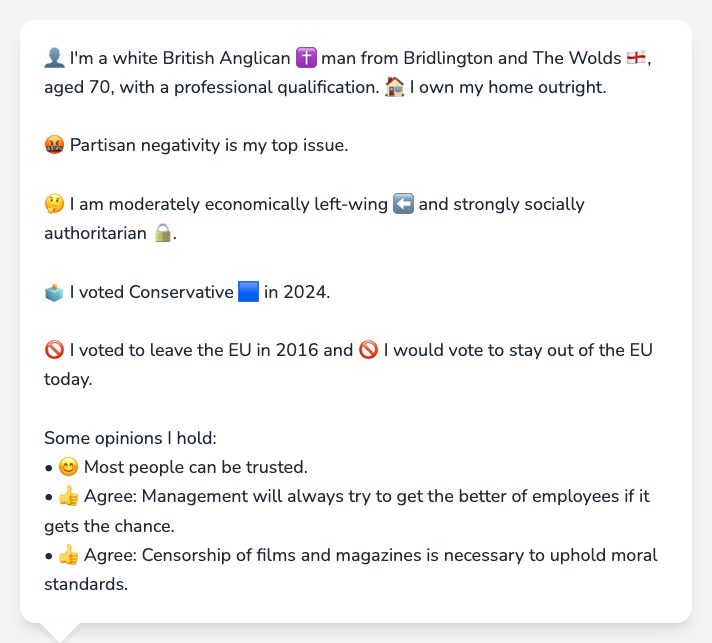 👤 I'm a white British Anglican ✝️ man from Bridlington and The Wolds 🏴󠁧󠁢󠁥󠁮󠁧󠁿,
aged 70, with a professional qualification. 🏠 I own my home outright.
🤬 Partisan negativity is my top issue.
🤔 I am moderately economically left-wing ⬅️ and strongly socially
authoritarian 🔒.
🗳️ I voted Conservative 🟦 in 2024.
🚫 I voted to leave the EU in 2016 and 🚫 I would vote to stay out of the EU
today.
Some opinions I hold:
• 😊 Most people can be trusted.
• 👍 Agree: Management will always try to get the better of employees if it
gets the chance.
• 👍 Agree: Censorship of films and magazines is necessary to uphold moral
standards.